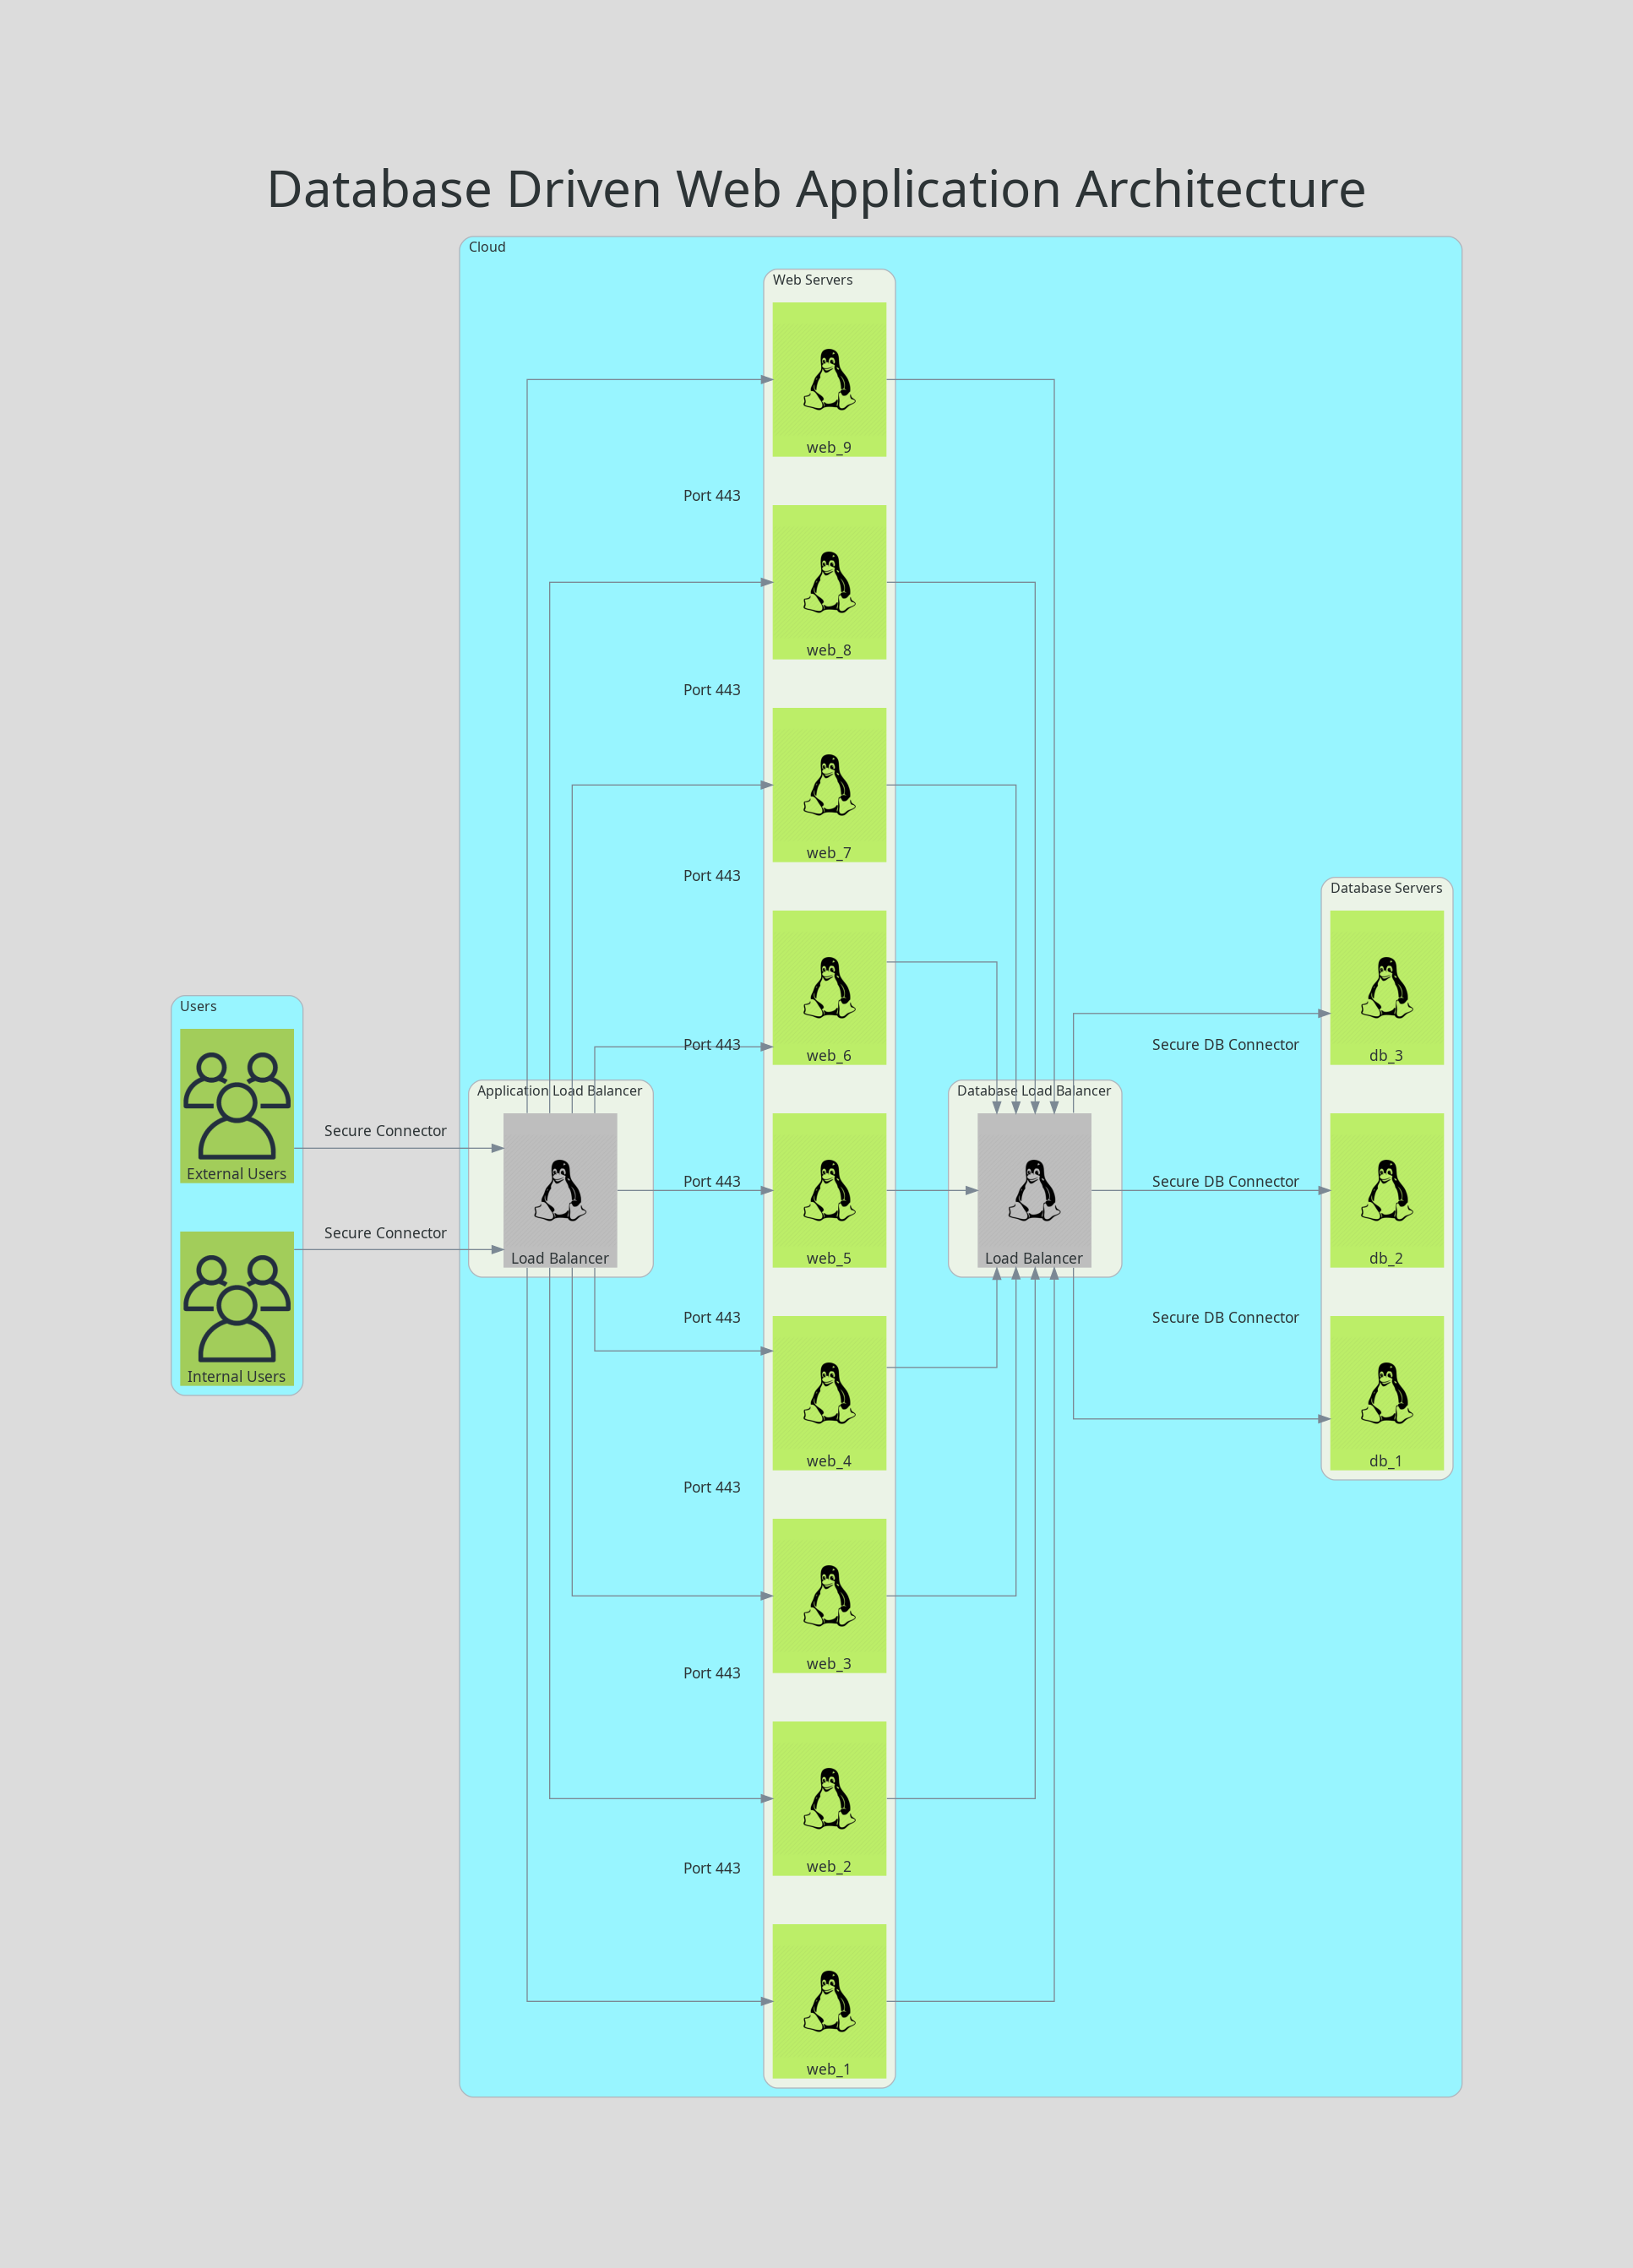 Database Driven Web Application Architecture
Cloud
Web Servers
web_9
Port 443
web_8
Port 443
web_7
Port 443
web_6
Port 443
web_5
Port 443
web_4
Port 443
web_3
Port 443
web_2
Port 443
web_1
Port 443
Users
External Users
Internal Users
Secure Connector
Secure Connector
Application Load Balancer
Load Balancer
Database Load Balancer
Load Balancer
Secure DB Connector
Secure DB Connector
Secure DB Connector
Database Servers
db_3
db_2
db_1